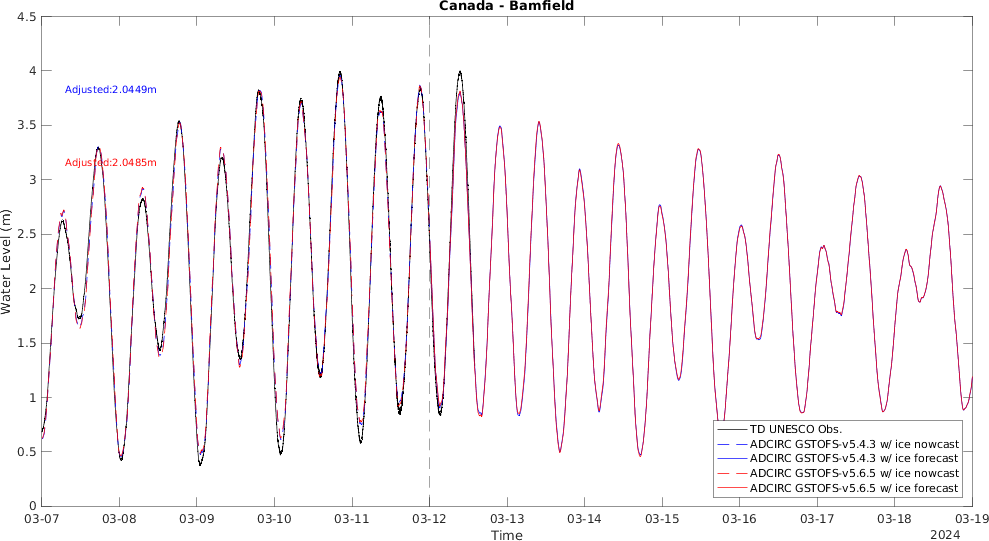 Canada - Bamfield
Water Level (m)
4.5
4
3.5
3
2.5
2
1.5
1
0.5
0
Adjusted:2.0449m
Adjusted:2.0485m
TD UNESCO Obs.
ADCIRC GSTOFS-v5.4.3 w/ ice nowcast
ADCIRC GSTOFS-v5.4.3 w/ ice forecast
ADCIRC GSTOFS-v5.6.5 w/ ice nowcast
ADCIRC GSTOFS-v5.6.5 w/ ice forecast
03-07 03-08 03-09 03-10 03-11 03-12 03-13 03-14 03-15 03-16 03-17 03-18 03-19
Time
2024